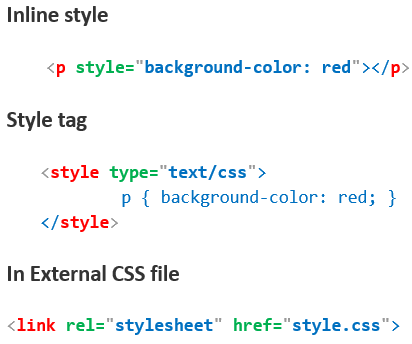 Inline style
<p style="background-color: red"></p>
Style tag
<style type="text/css">
p { background-color: red; }
</style>
In External CSS file
<link rel="stylesheet" href="style.css">